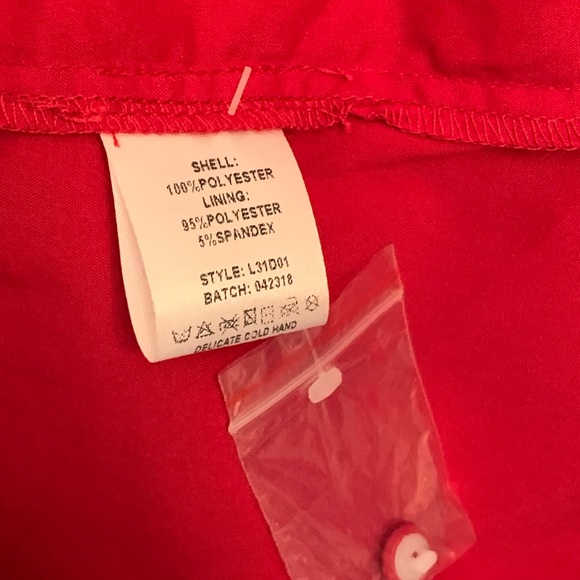 SHELL:
100%POLYESTER
LINING:
95%POLYESTER
5%SPANDEX
STYLE: L31D01
BATCH: 042318
DELICATE COLD HAND